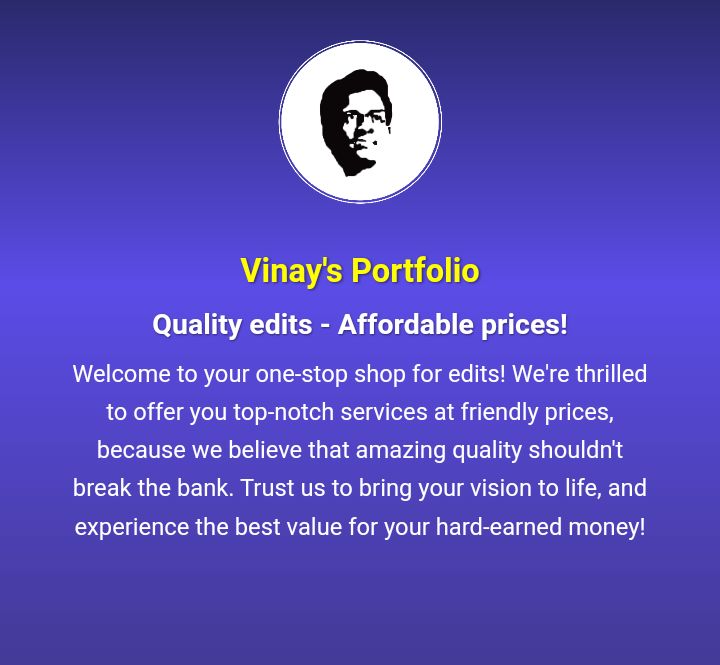 Vinay's Portfolio
Quality edits - Affordable prices!
Welcome to your one-stop shop for edits! We're thrilled
to offer you top-notch services at friendly prices,
because we believe that amazing quality shouldn't
break the bank. Trust us to bring your vision to life, and
experience the best value for your hard-earned money!